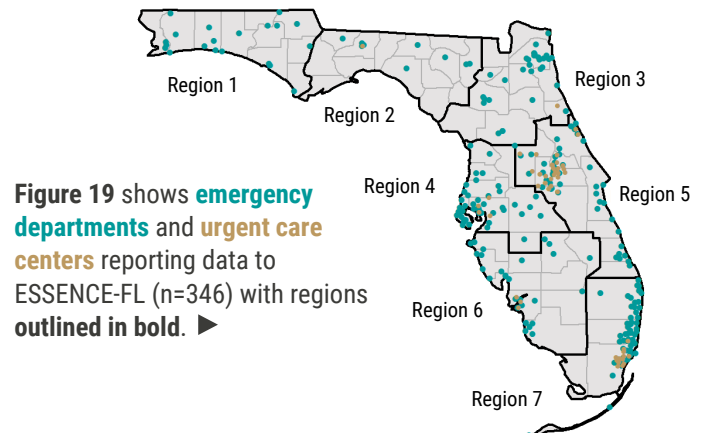 Region 1
Region 2
Region 3
Region 4
Region 5
Figure 19 shows emergency
departments and urgent care
centers reporting data to
ESSENCE-FL (n=346) with regions
outlined in bold. ►
Region 6
Region 7